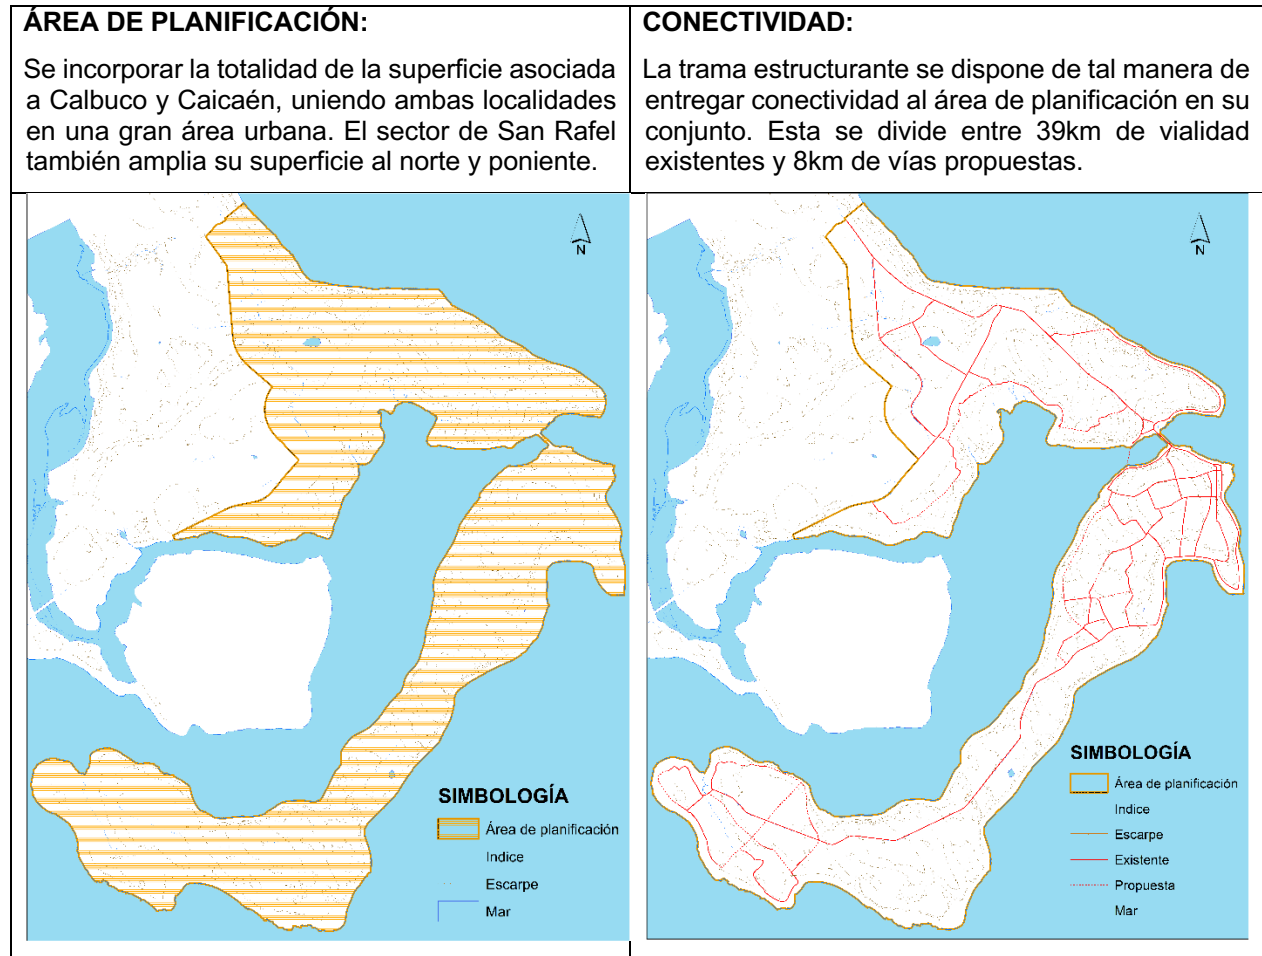 ÁREA DE PLANIFICACIÓN:
Se incorporar la totalidad de la superficie asociada
a Calbuco y Caicaén, uniendo ambas localidades
en una gran área urbana. El sector de San Rafel
también amplia su superficie al norte y poniente.
CONECTIVIDAD:
La trama estructurante se dispone de tal manera de
entregar conectividad al área de planificación en su
conjunto. Esta se divide entre 39km de vialidad
existentes y 8km de vías propuestas.
N
SIMBOLOGÍA
Área de planificación
Indice
Escarpe
Mar
N
SIMBOLOGÍA
Área de planificación
Indice
Escarpe
Existente
Propuesta
Mar